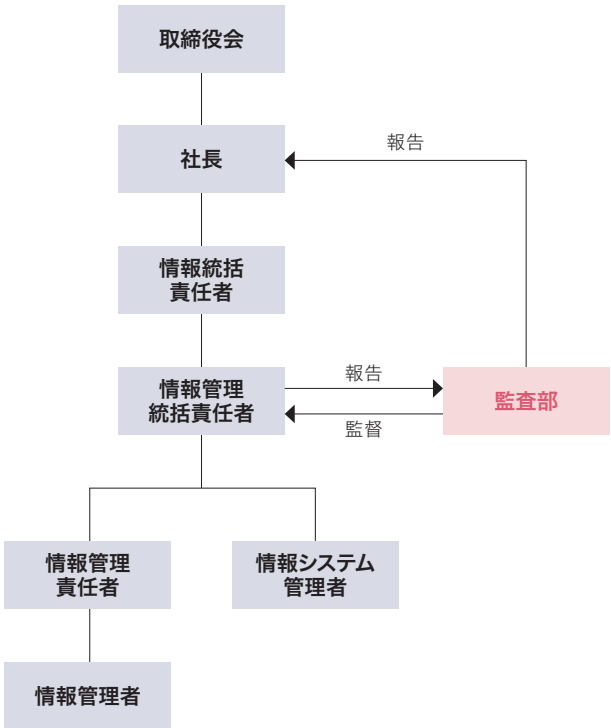 取締役会
社長
報告
情報統括
責任者
情報管理
統括責任者
報告
監督
監査部
情報管理
責任者
情報システム
管理者
情報管理者